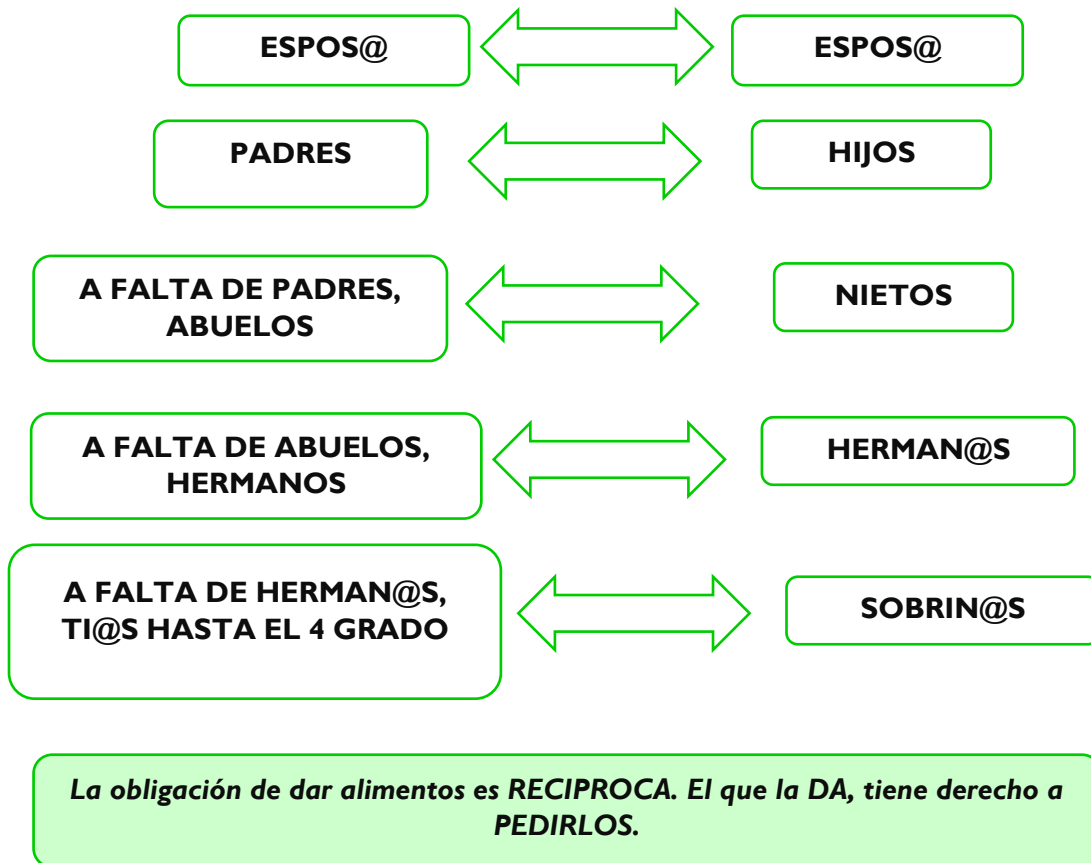 ESPOS@
ESPOS@
PADRES
HIJOS
A FALTA DE PADRES,
ABUELOS
NIETOS
A FALTA DE ABUELOS,
HERMANOS
HERMAN@S
A FALTA DE HERMAN@S,
TI@S HASTA EL 4 GRADO
SOBRIN@S
La obligación de dar alimentos es RECIPROCA. El que la DA, tiene derecho a
PEDIRLOS.